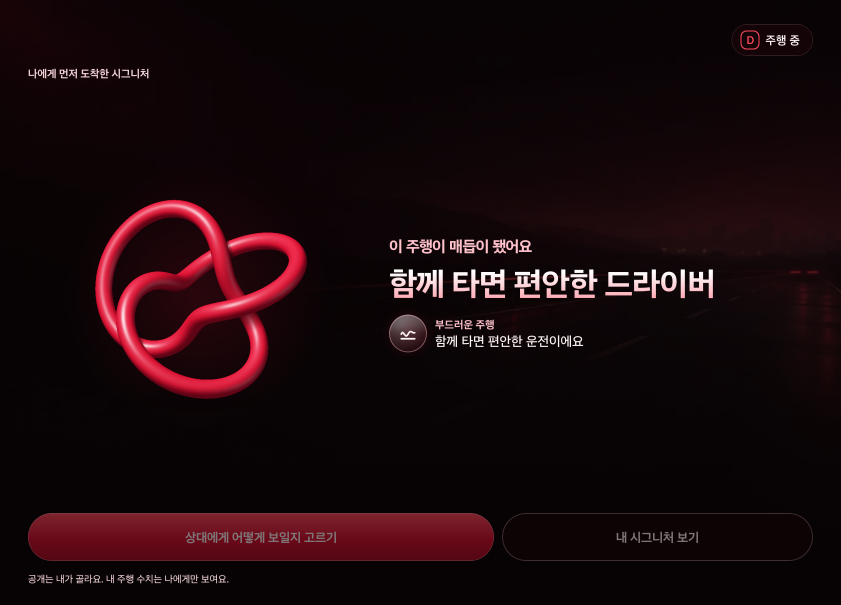 D 주행 중
나에게 먼저 도착한 시그니처
이 주행이 매듭이 됐어요
함께 타면 편안한 드라이버
부드러운 주행
함께 타면 편안한 운전이에요
상대에게 어떻게 보일지 고르기
내 시그니처 보기
공개는 내가 골라요. 내 주행 수치는 나에게만 보여요.